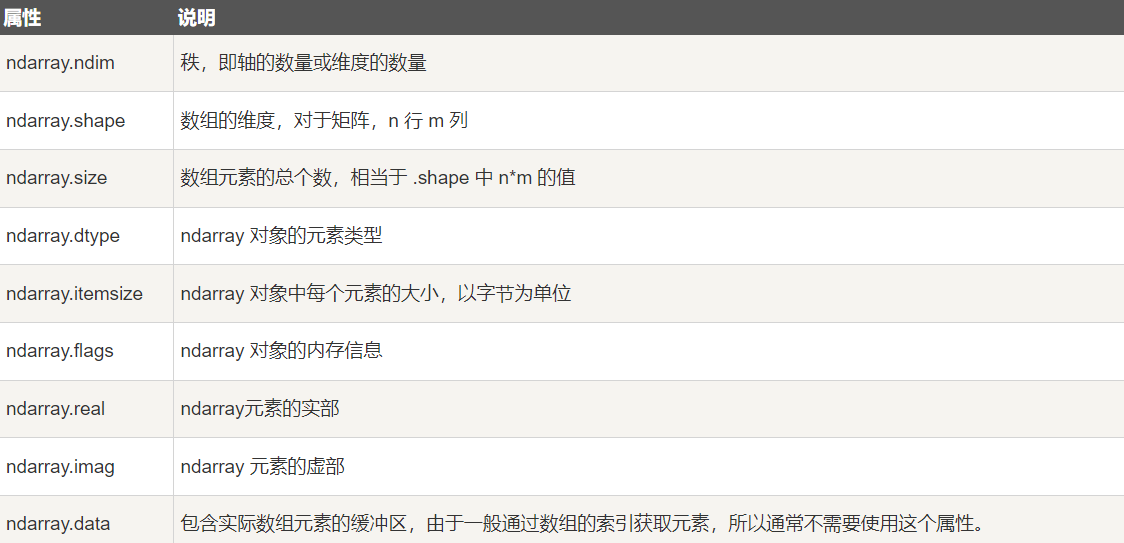 属性 说明
ndarray.ndim 秩，即轴的数量或维度的数量
ndarray.shape 数组的维度，对于矩阵，n 行 m 列
ndarray.size 数组元素的总个数，相当于 .shape 中 n*m 的值
ndarray.dtype ndarray 对象的元素类型
ndarray.itemsize ndarray 对象中每个元素的大小，以字节为单位
ndarray.flags ndarray 对象的内存信息
ndarray.real ndarray元素的实部
ndarray.imag ndarray 元素的虚部
ndarray.data 包含实际数组元素的缓冲区，由于一般通过数组的索引获取元素，所以通常不需要使用这个属性。